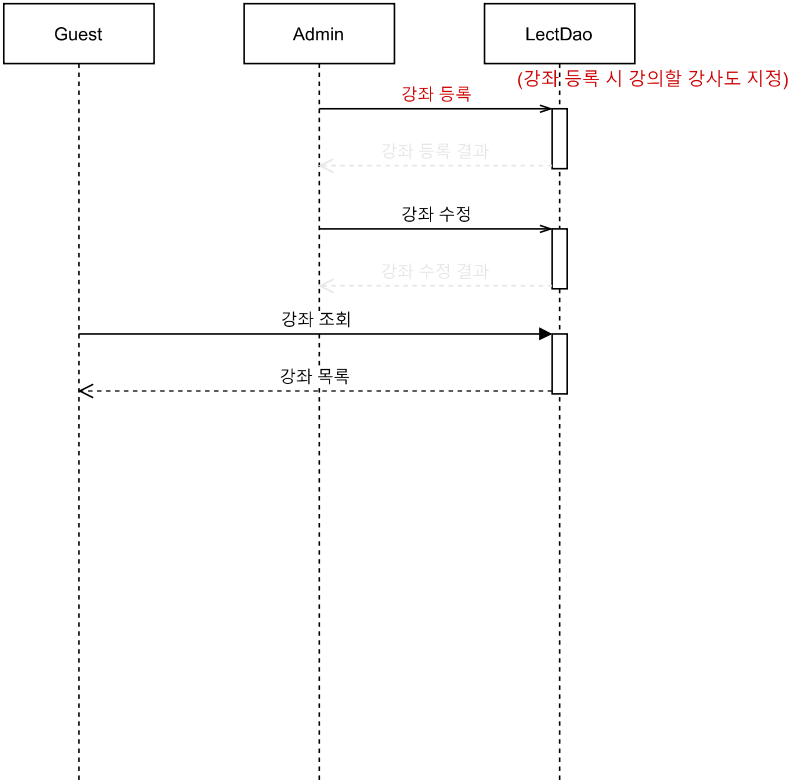 Guest
Admin
LectDao
(강좌 등록 시 강의할 강사도 지정)
강좌 등록
강좌 등록 결과
강좌 수정
강좌 수정 결과
강좌 조회
강좌 목록